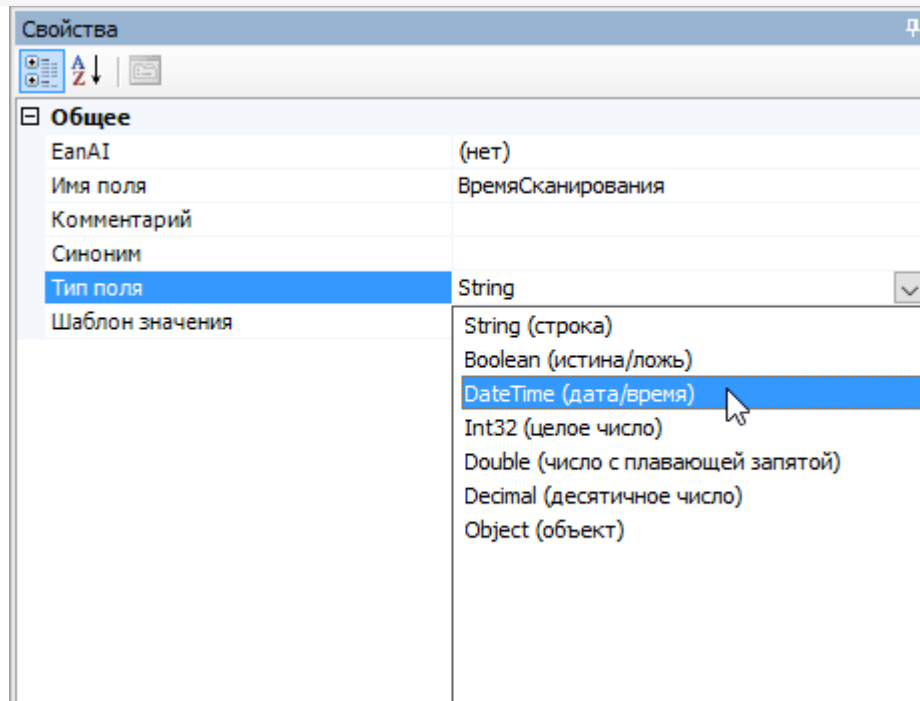 Свойства
Общее
EanAI (нет)
Имя поля ВремяСканирования
Комментарий
Синоним
Тип поля String
Шаблон значения
String (строка)
Boolean (истина/ложь)
DateTime (дата/время)
Int32 (целое число)
Double (число с плавающей запятой)
Decimal (десятичное число)
Object (объект)